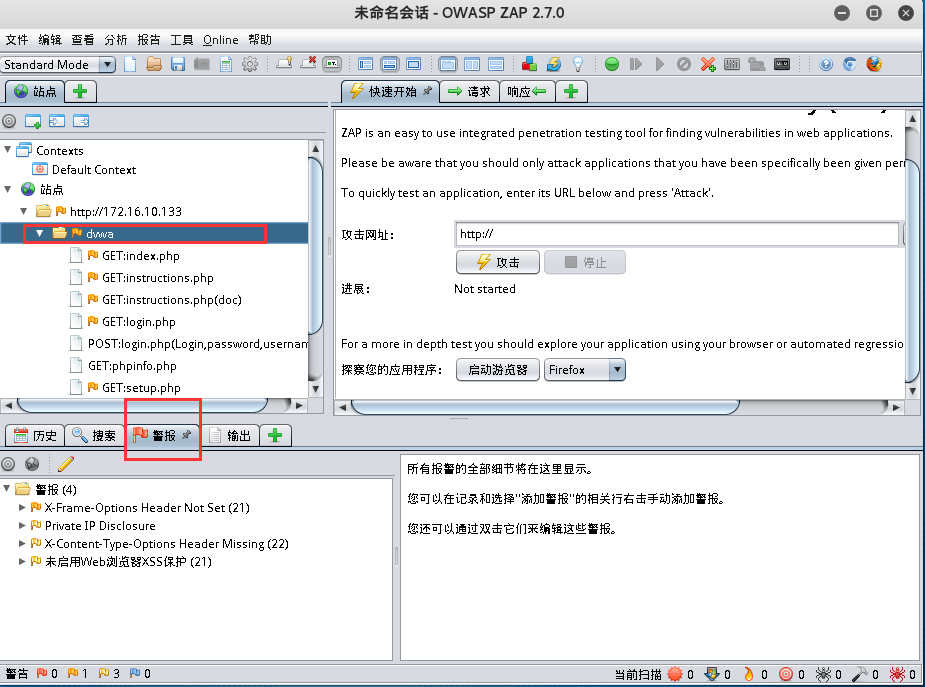 未命名会话 - OWASP ZAP 2.7.0
文件 编辑 查看 分析 报告 工具 Online 帮助
Standard Mode
站点
快速开始 请求 响应
ZAP is an easy to use integrated penetration testing tool for finding vulnerabilities in web applications.
Please be aware that you should only attack applications that you have been specifically been given per
To quickly test an application, enter its URL below and press 'Attack'.
攻击网址： http://
攻击 停止
进展： Not started
For a more in depth test you should explore your application using your browser or automated regressio
探察您的应用程序： 启动游览器 Firefox
Contexts
Default Context
站点
http://172.16.10.133
dvwa
GET:index.php
GET:instructions.php
GET:instructions.php(doc)
GET:login.php
POST:login.php(Login,password,usernam
GET:phpinfo.php
GET:setup.php
历史 搜索 警报 输出
警报 (4)
X-Frame-Options Header Not Set (21)
Private IP Disclosure
X-Content-Type-Options Header Missing (22)
未启用Web浏览器XSS保护 (21)
所有报警的全部细节将在这里显示。
您可以在记录和选择"添加警报"的相关行右击手动添加警报。
您还可以通过双击它们来编辑这些警报。
警告 0 1 3 0 当前扫描 0 0 0 0 0 0 0